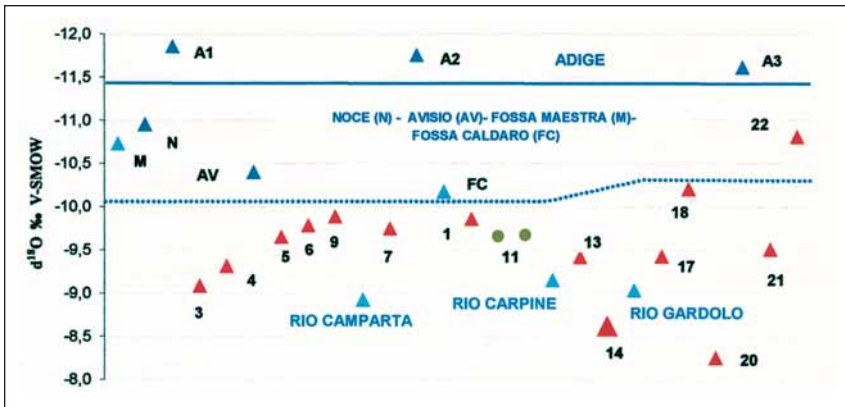 -12,0
-11,5
-11,0
-10,5
-10,0
-9,5
-9,0
-8,5
-8,0
d¹⁸O ‰ V-SMOW
A1
A2
ADIGE
A3
NOCE (N) - AVISIO (AV)- FOSSA MAESTRA (M)-
FOSSA CALDARO (FC)
22
M
N
AV
FC
18
3
4
5
6
9
7
1
11
13
17
21
RIO CAMPARTA
RIO CARPINE
RIO GARDOLO
14
20